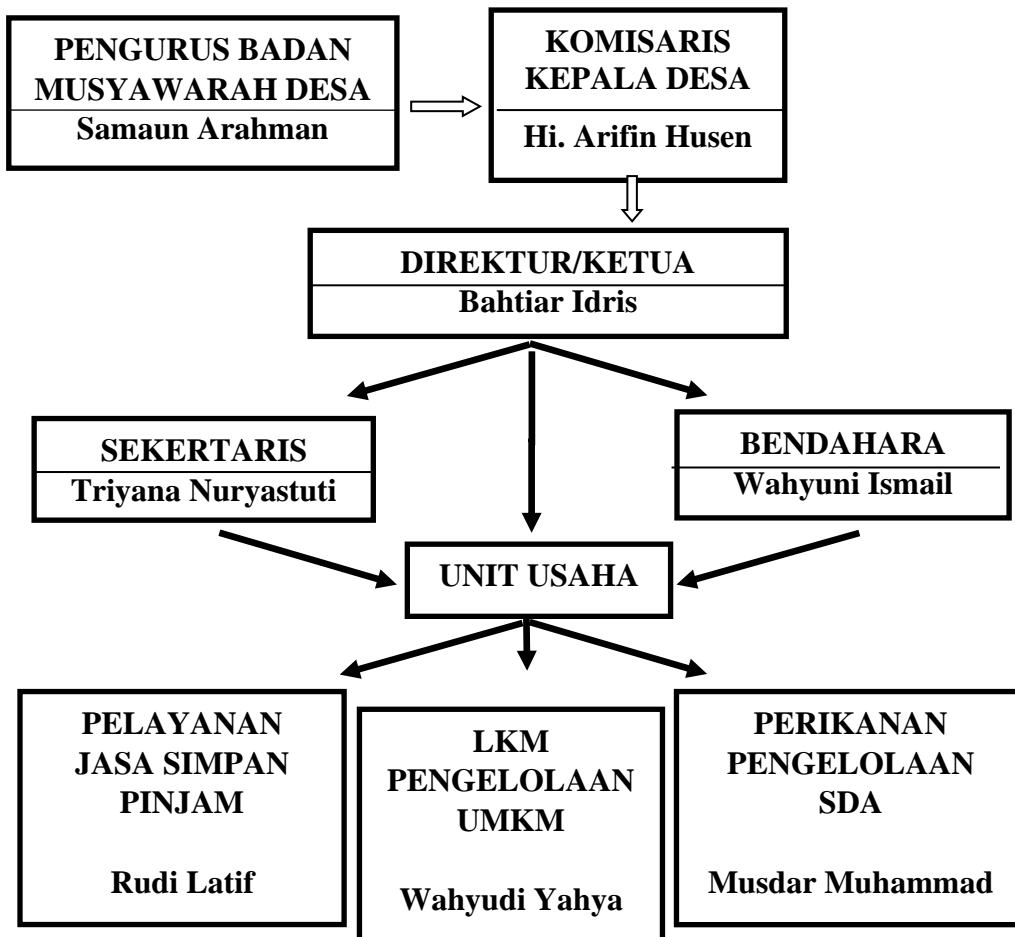 PENGURUS BADAN
MUSYAWARAH DESA
Samaun Arahman
KOMISARIS
KEPALA DESA
Hi. Arifin Husen
DIREKTUR/KETUA
Bahtiar Idris
SEKERTARIS
Triyana Nuryastuti
BENDAHARA
Wahyuni Ismail
UNIT USAHA
PELAYANAN
JASA SIMPAN
PINJAM
Rudi Latif
LKM
PENGELOLAAN
UMKM
Wahyudi Yahya
PERIKANAN
PENGELOLAAN
SDA
Musdar Muhammad